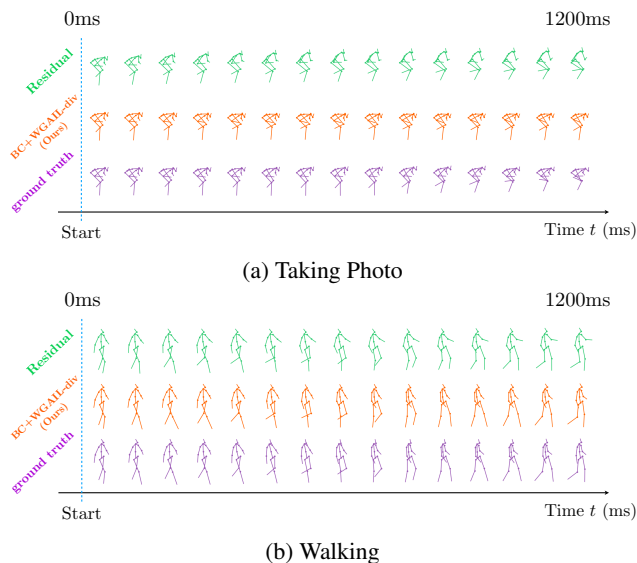 0ms 1200ms
Residual
BC+WGAIL-div
(Ours)
ground truth
Start Time t (ms)
(a) Taking Photo
0ms 1200ms
Residual
BC+WGAIL-div
(Ours)
ground truth
Start Time t (ms)
(b) Walking